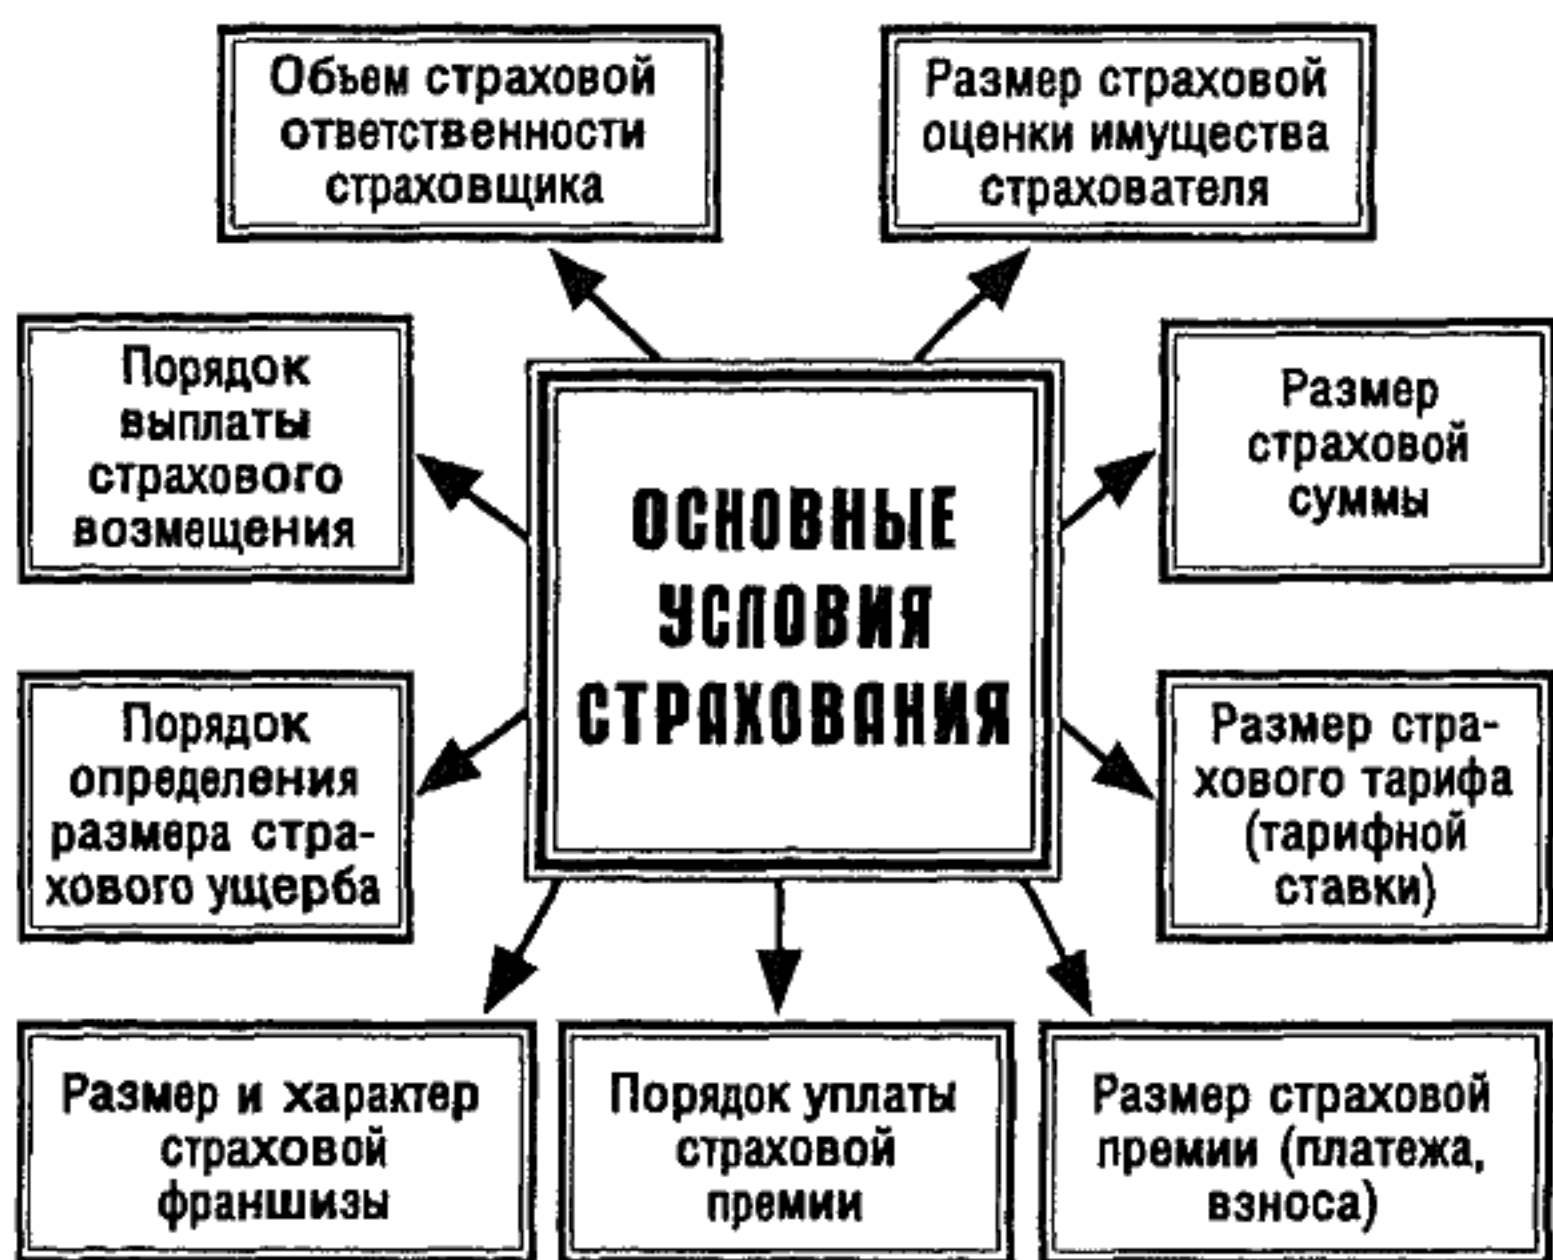 Объем страховой
ответственности
страховщика
Размер страховой
оценки имущества
страхователя
Порядок
выплаты
страхового
возмещения
ОСНОВНЫЕ
УСЛОВИЯ
СТРАХОВАНИЯ
Размер
страховой
суммы
Порядок
определения
размера стра-
хового ущерба
Размер стра-
хового тарифа
(тарифной
ставки)
Размер и характер
страховой
франшизы
Порядок уплаты
страховой
премии
Размер страховой
премии (платежа,
взноса)